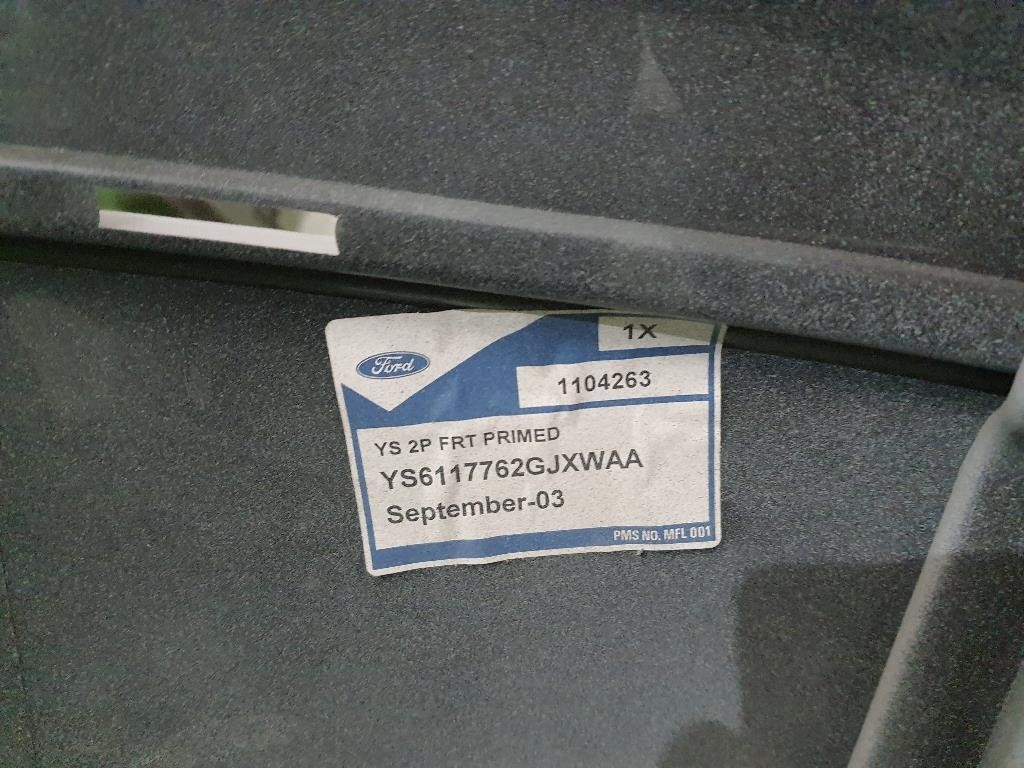 1X
Ford
1104263
YS 2P FRT PRIMED
YS6117762GJXWAA
September-03
PMS NO. MFL 001